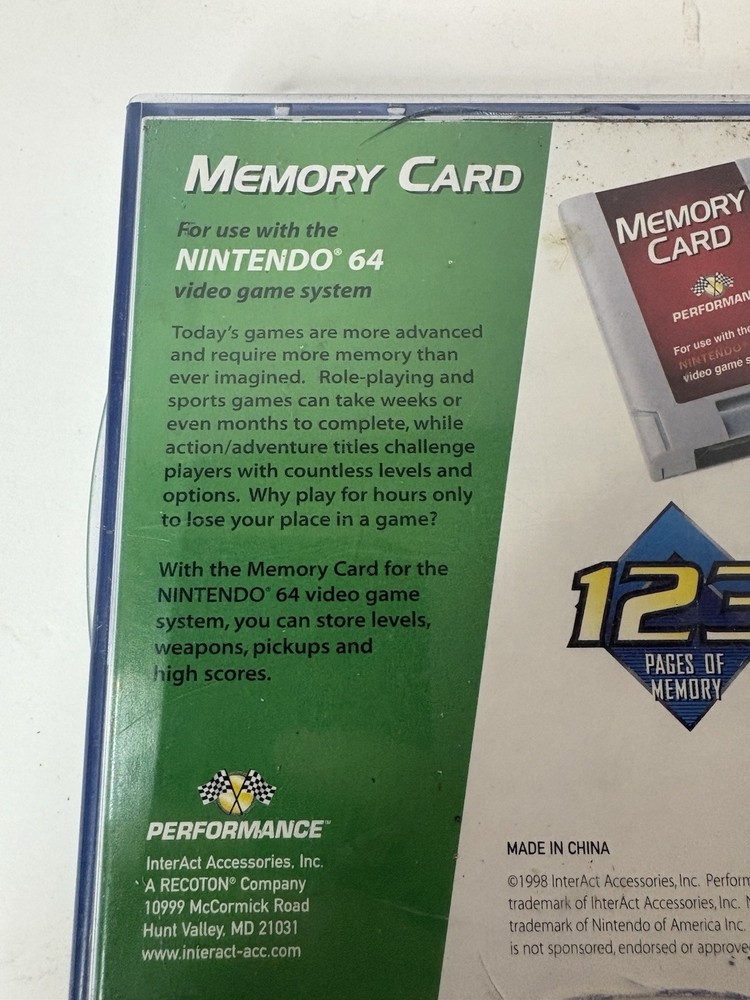 MEMORY CARD
For use with the
NINTENDO® 64
video game system
Today's games are more advanced
and require more memory than
ever imagined. Role-playing and
sports games can take weeks or
even months to complete, while
action/adventure titles challenge
players with countless levels and
options. Why play for hours only
to lose your place in a game?
With the Memory Card for the
NINTENDO® 64 video game
system, you can store levels,
weapons, pickups and
high scores.
PERFORMANCE™
InterAct Accessories, Inc.
A RECOTON® Company
10999 McCormick Road
Hunt Valley, MD 21031
www.interact-acc.com
MEMORY
CARD
PERFORMAN
For use with the
NINTENDO
video game s
123
PAGES OF
MEMORY
MADE IN CHINA
©1998 InterAct Accessories, Inc. Perform
trademark of InterAct Accessories, Inc. N
trademark of Nintendo of America Inc.
is not sponsored, endorsed or approve